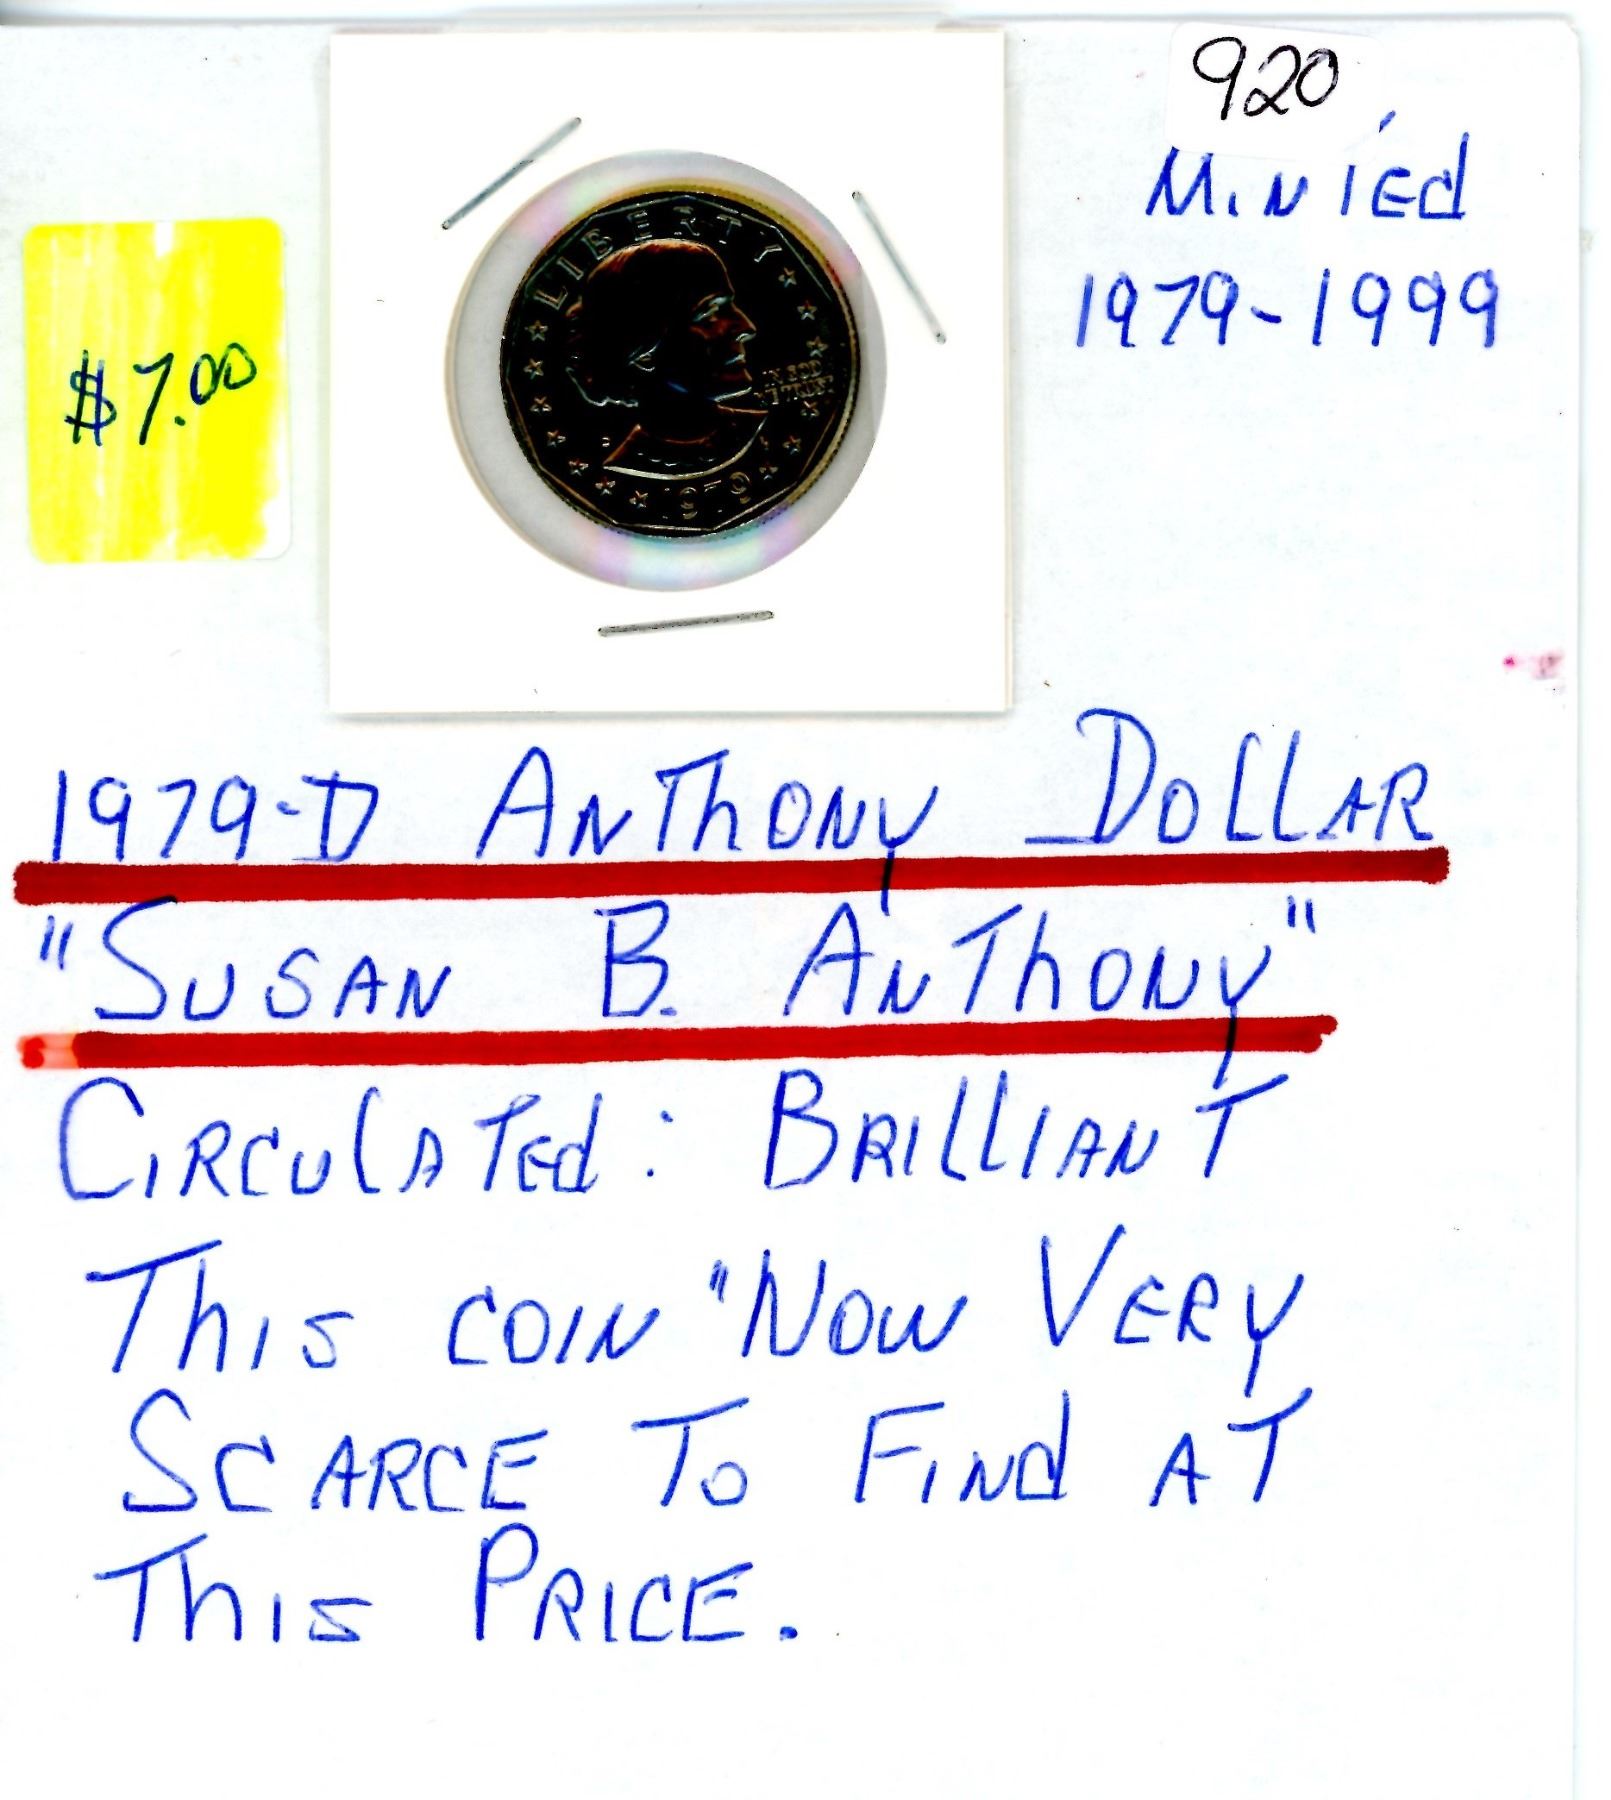 920
Minted
1979-1999
$7.00
LIBERTY
IN GOD
WE TRUST
D
1979
1979-D ANThONy DOLLAR
"SUSAN B. ANThONy"
CIRCULATEd: BRILLIANT
ThIS COIN "NOW VERY
SCARCE TO FINd AT
ThIS PRICE.